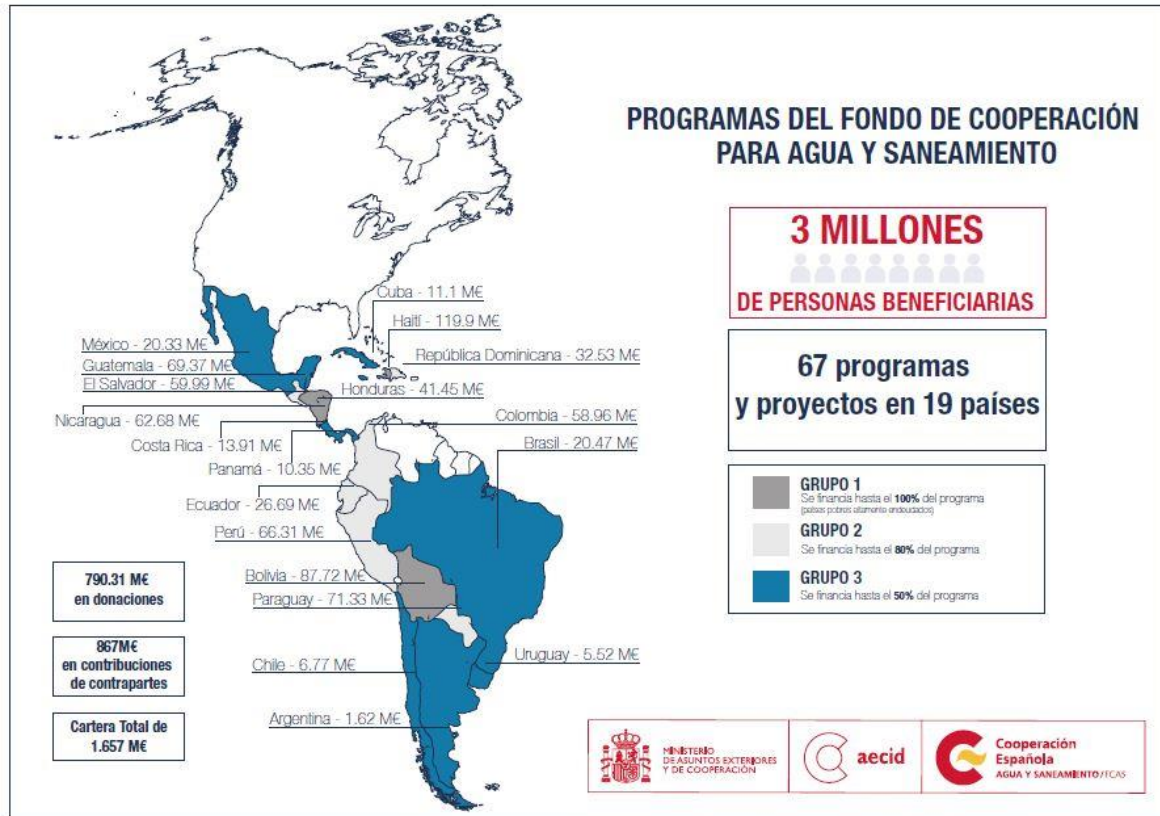 PROGRAMAS DEL FONDO DE COOPERACIÓN
PARA AGUA Y SANEAMIENTO
3 MILLONES
DE PERSONAS BENEFICIARIAS
67 programas
y proyectos en 19 países
GRUPO 1
Se financia hasta el 100% del programa
(países pobres altamente endeudados)
GRUPO 2
Se financia hasta el 80% del programa
GRUPO 3
Se financia hasta el 50% del programa
Cuba - 11.1 M€
Haití - 119.9 M€
República Dominicana - 32.53 M€
México - 20.33 M€
Guatemala - 69.37 M€
El Salvador - 59.99 M€
Honduras - 41.45 M€
Nicaragua - 62.68 M€
Colombia - 58.96 M€
Costa Rica - 13.91 M€
Brasil - 20.47 M€
Panamá - 10.35 M€
Ecuador - 26.69 M€
Perú - 66.31 M€
Bolivia - 87.72 M€
Paraguay - 71.33 M€
Uruguay - 5.52 M€
Chile - 6.77 M€
Argentina - 1.62 M€
790.31 M€
en donaciones
867M€
en contribuciones
de contrapartes
Cartera Total de
1.657 M€
MINISTERIO
DE ASUNTOS EXTERIORES
Y DE COOPERACIÓN
aecid
Cooperación
Española
AGUA Y SANEAMIENTO/FCAS